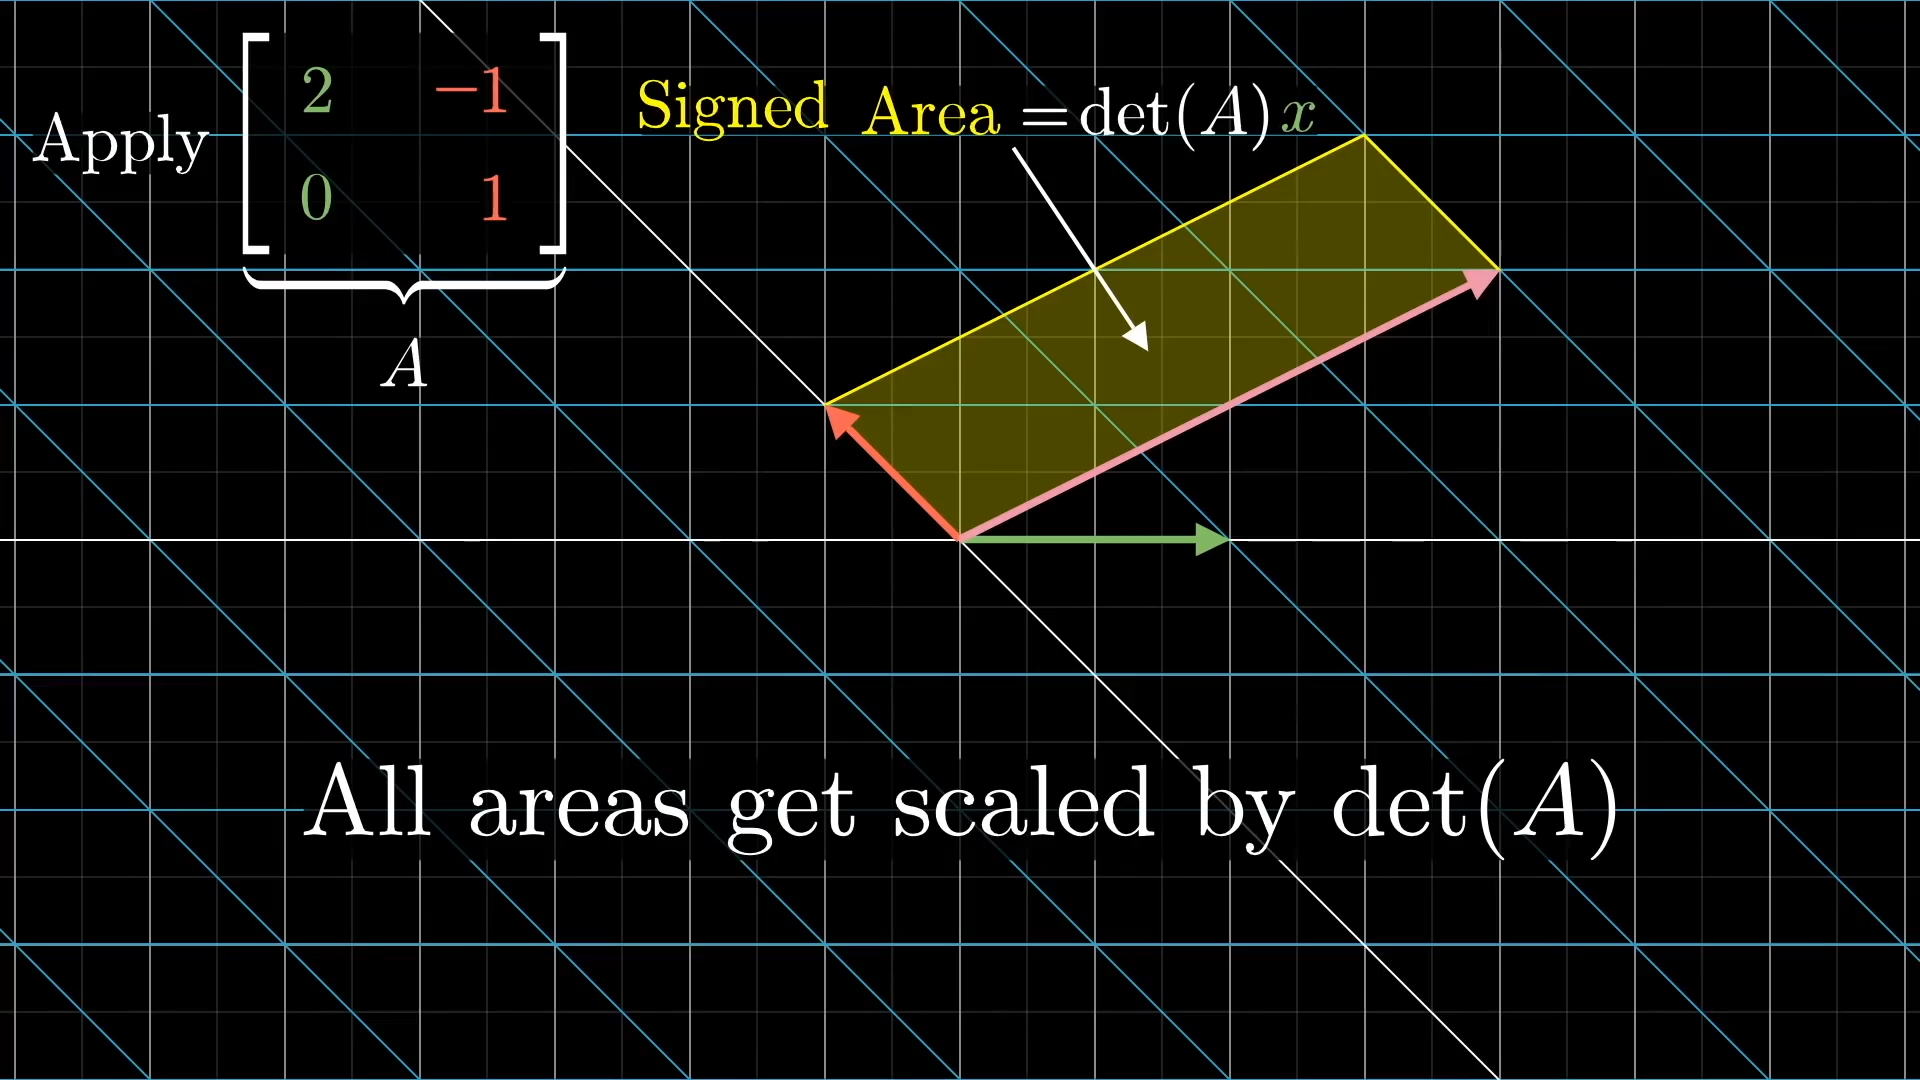 Apply
2 −1
0 1
A
Signed Area = det(A)x
All areas get scaled by det(A)